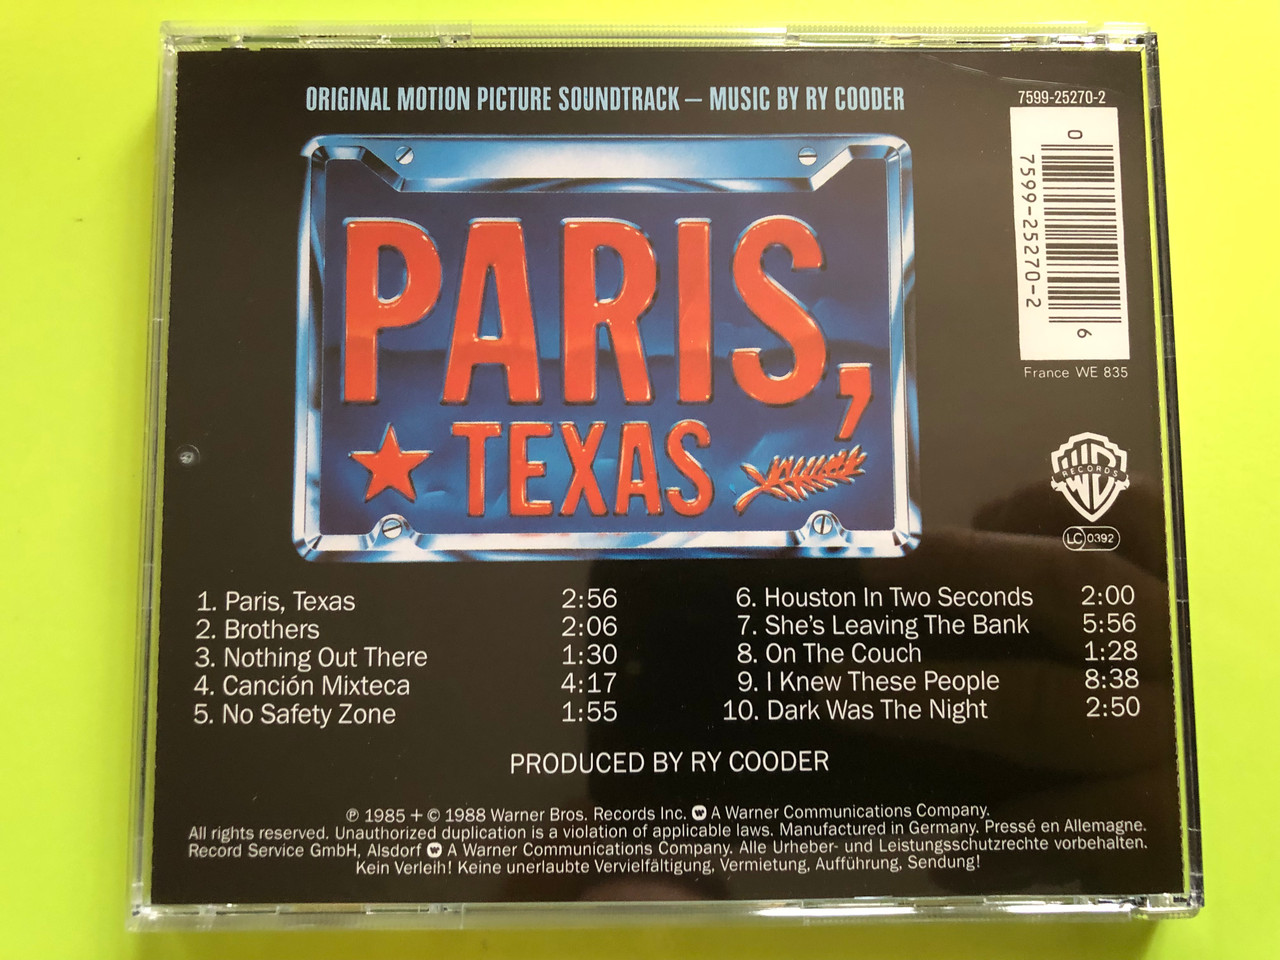 ORIGINAL MOTION PICTURE SOUNDTRACK – MUSIC BY RY COODER
7599-25270-2
0
7599-25270-2
6
France WE 835
PARIS,
TEXAS
WB
RECORDS
LC 0392
1. Paris, Texas 2:56
2. Brothers 2:06
3. Nothing Out There 1:30
4. Canción Mixteca 4:17
5. No Safety Zone 1:55
6. Houston In Two Seconds 2:00
7. She's Leaving The Bank 5:56
8. On The Couch 1:28
9. I Knew These People 8:38
10. Dark Was The Night 2:50
PRODUCED BY RY COODER
℗ 1985 + © 1988 Warner Bros. Records Inc. A Warner Communications Company.
All rights reserved. Unauthorized duplication is a violation of applicable laws. Manufactured in Germany. Pressé en Allemagne.
Record Service GmbH, Alsdorf A Warner Communications Company. Alle Urheber- und Leistungsschutzrechte vorbehalten.
Kein Verleih! Keine unerlaubte Vervielfältigung, Vermietung, Aufführung, Sendung!